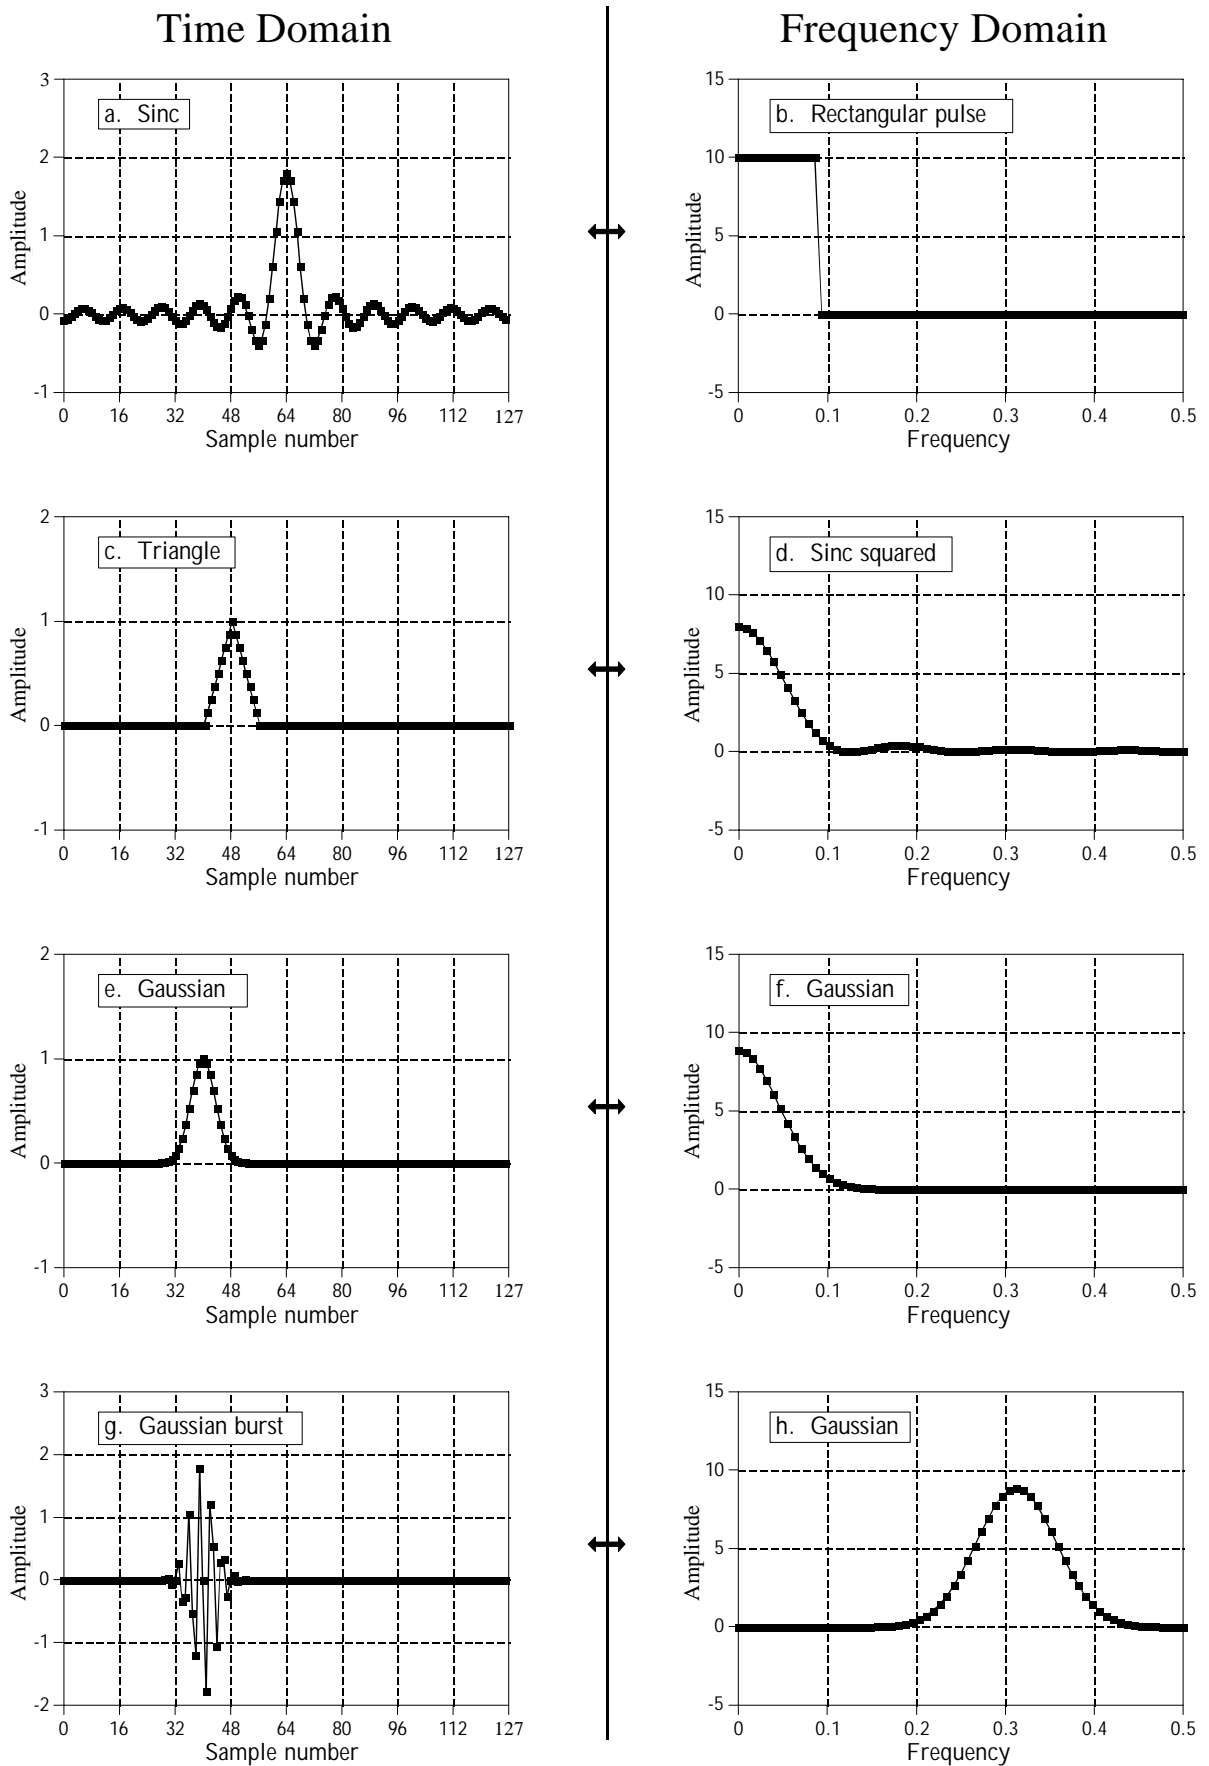 Time Domain
Frequency Domain
3
2
1
0
-1
Amplitude
a. Sinc
0 16 32 48 64 80 96 112 127
Sample number
15
10
5
0
-5
Amplitude
b. Rectangular pulse
0 0.1 0.2 0.3 0.4 0.5
Frequency
2
1
0
-1
Amplitude
c. Triangle
0 16 32 48 64 80 96 112 127
Sample number
15
10
5
0
-5
Amplitude
d. Sinc squared
0 0.1 0.2 0.3 0.4 0.5
Frequency
2
1
0
-1
Amplitude
e. Gaussian
0 16 32 48 64 80 96 112 127
Sample number
15
10
5
0
-5
Amplitude
f. Gaussian
0 0.1 0.2 0.3 0.4 0.5
Frequency
3
2
1
0
-1
-2
Amplitude
g. Gaussian burst
0 16 32 48 64 80 96 112 127
Sample number
15
10
5
0
-5
Amplitude
h. Gaussian
0 0.1 0.2 0.3 0.4 0.5
Frequency